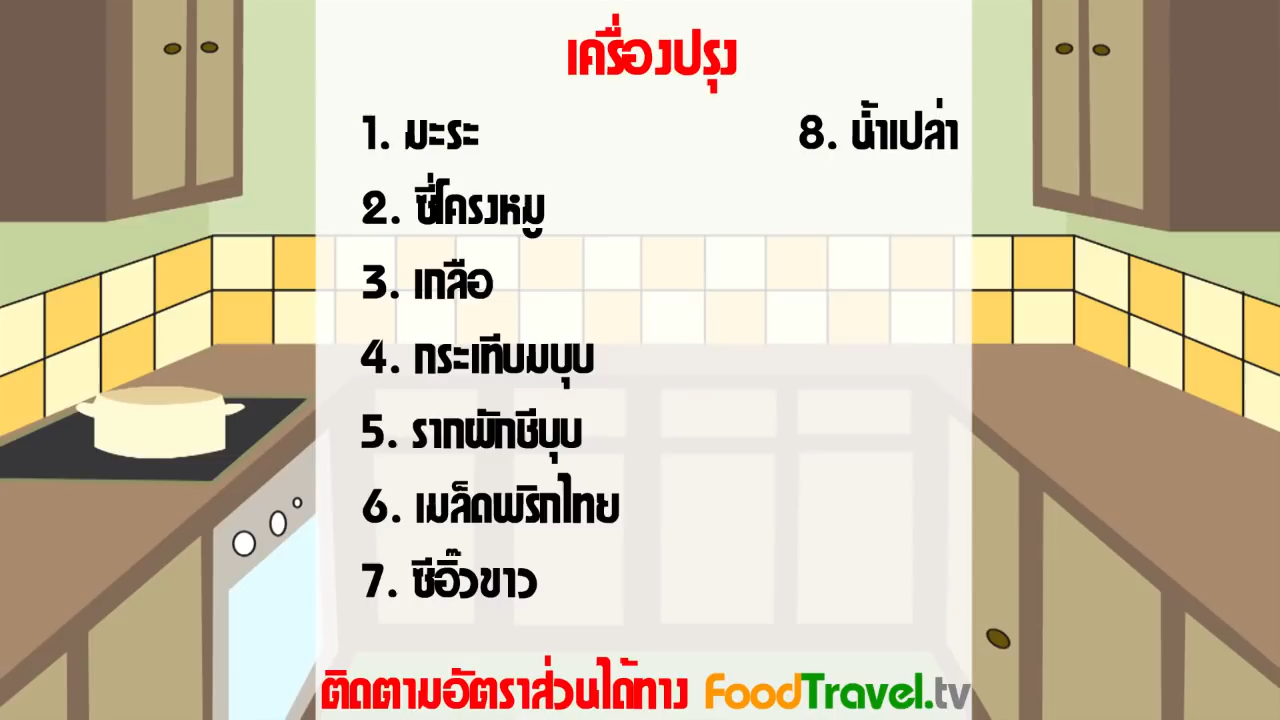 เครื่องปรุง
1. มะระ
2. ซี่โครงหมู
3. เกลือ
4. กระเทียมบุบ
5. รากผักชีบุบ
6. เมล็ดพริกไทย
7. ซีอิ๊วขาว
8. น้ำเปล่า
ติดตามอัตราส่วนได้ทาง FoodTravel.tv